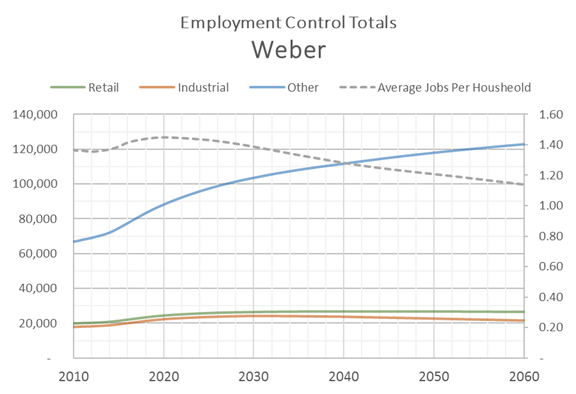 Employment Control Totals
Weber
Retail Industrial Other Average Jobs Per Housheold
140,000 1.60
120,000 1.40
100,000 1.20
80,000 1.00
60,000 0.80
40,000 0.60
20,000 0.40
- 0.20
-
2010 2020 2030 2040 2050 2060